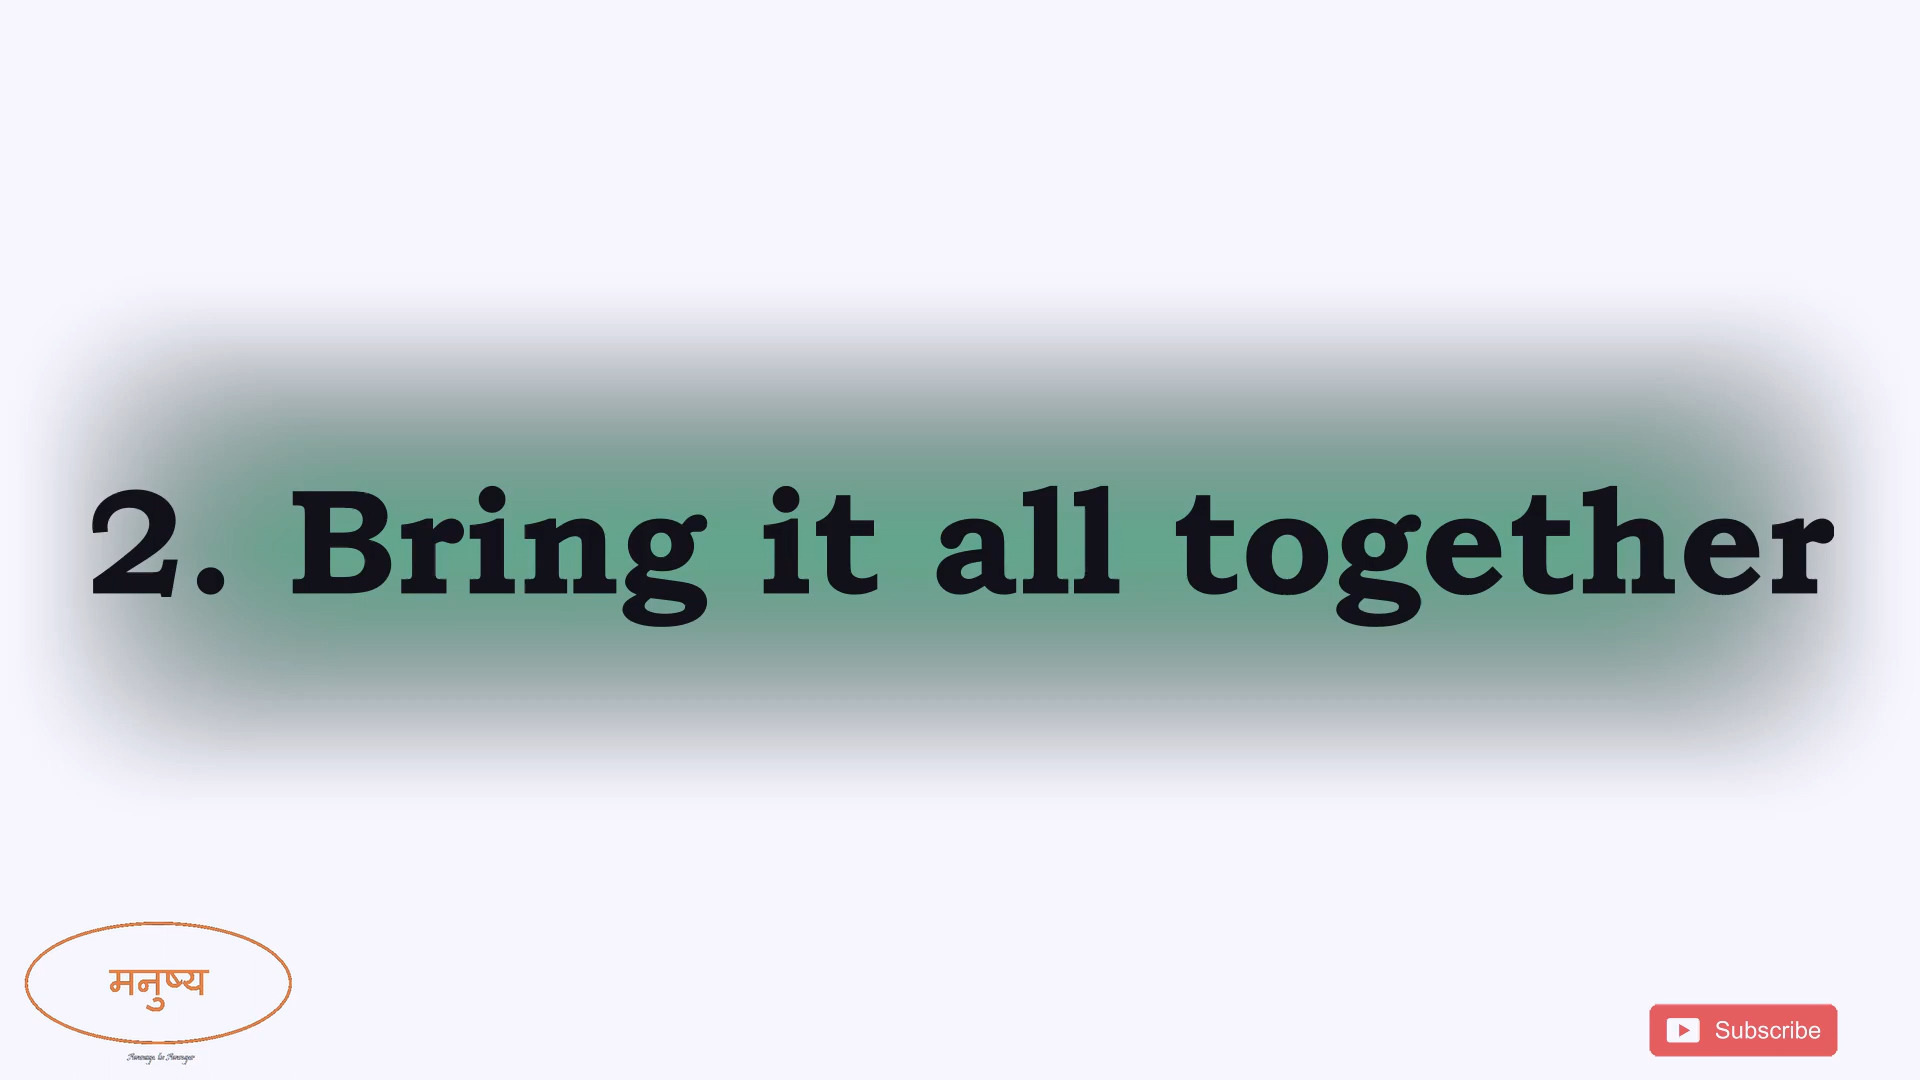 2. Bring it all together
मनुष्य
Subscribe